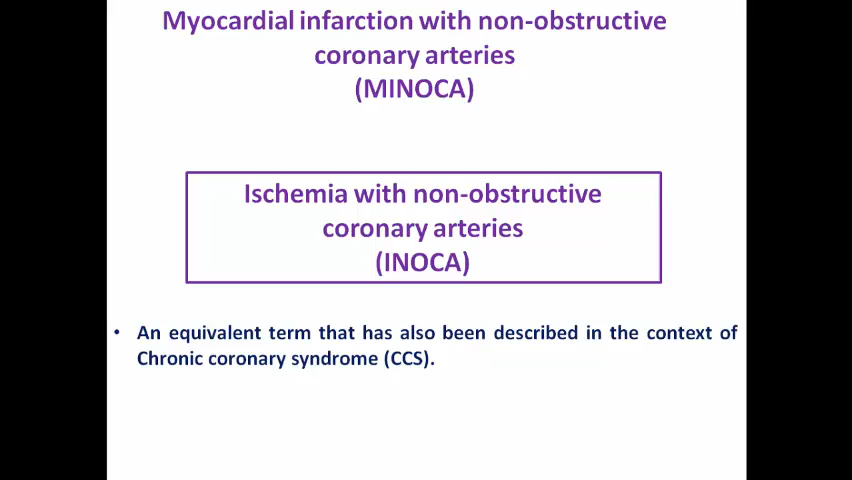 Myocardial infarction with non-obstructive
coronary arteries
(MINOCA)
Ischemia with non-obstructive
coronary arteries
(INOCA)
• An equivalent term that has also been described in the context of
Chronic coronary syndrome (CCS).